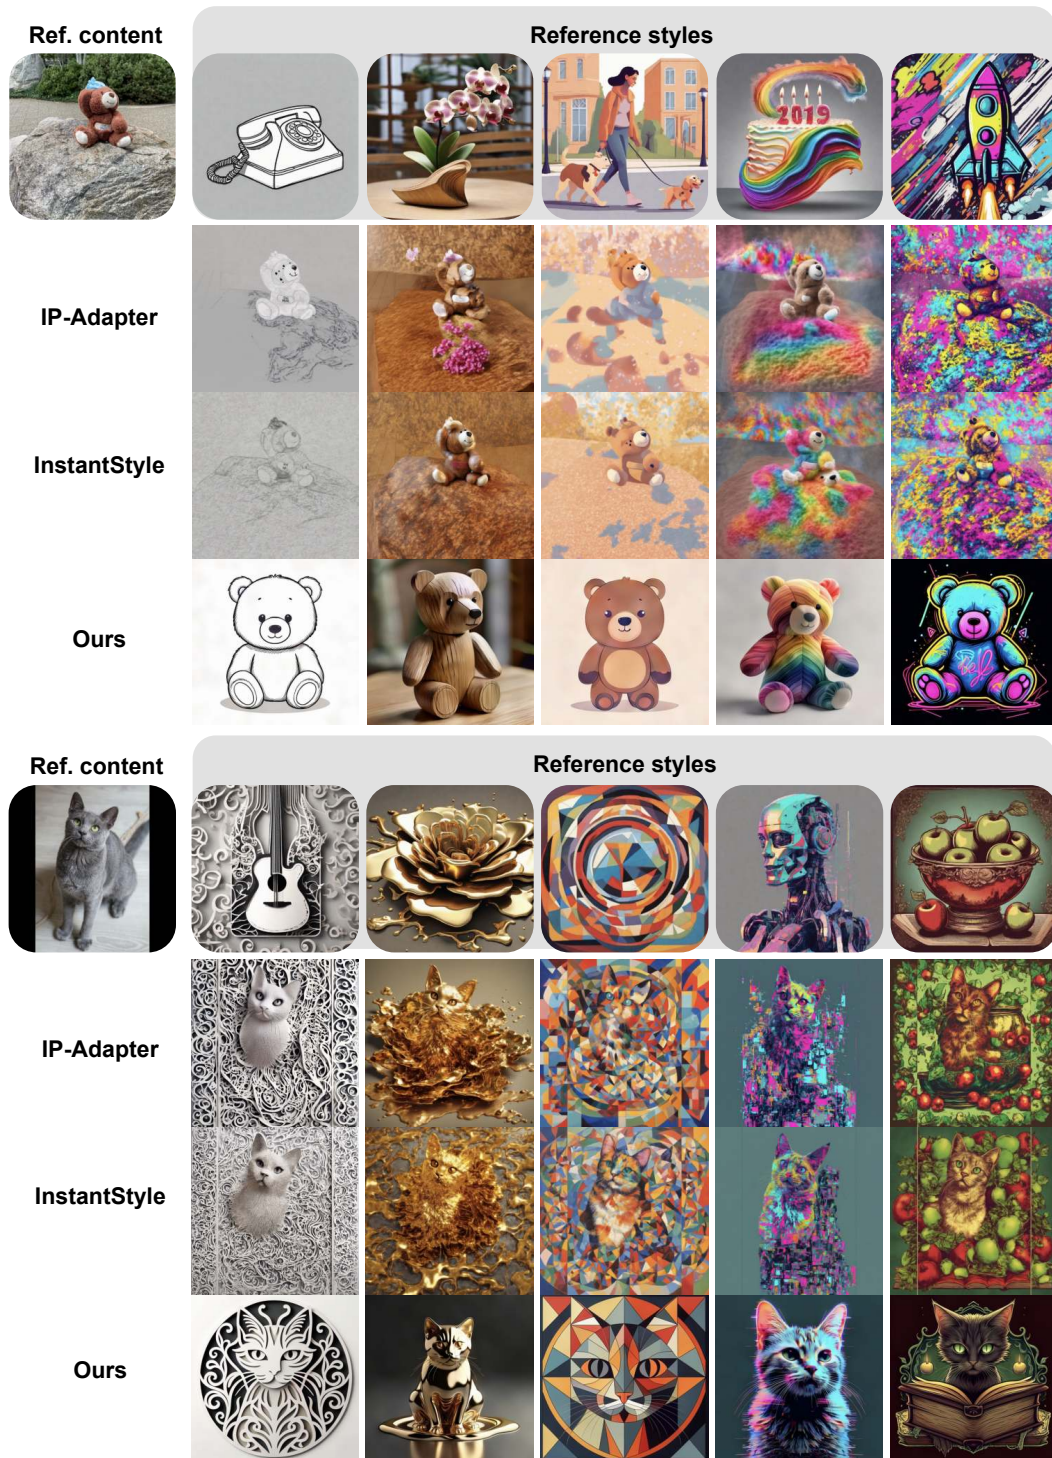 Ref. content
Reference styles
2019
IP-Adapter
InstantStyle
Ours
Ref. content
Reference styles
IP-Adapter
InstantStyle
Ours